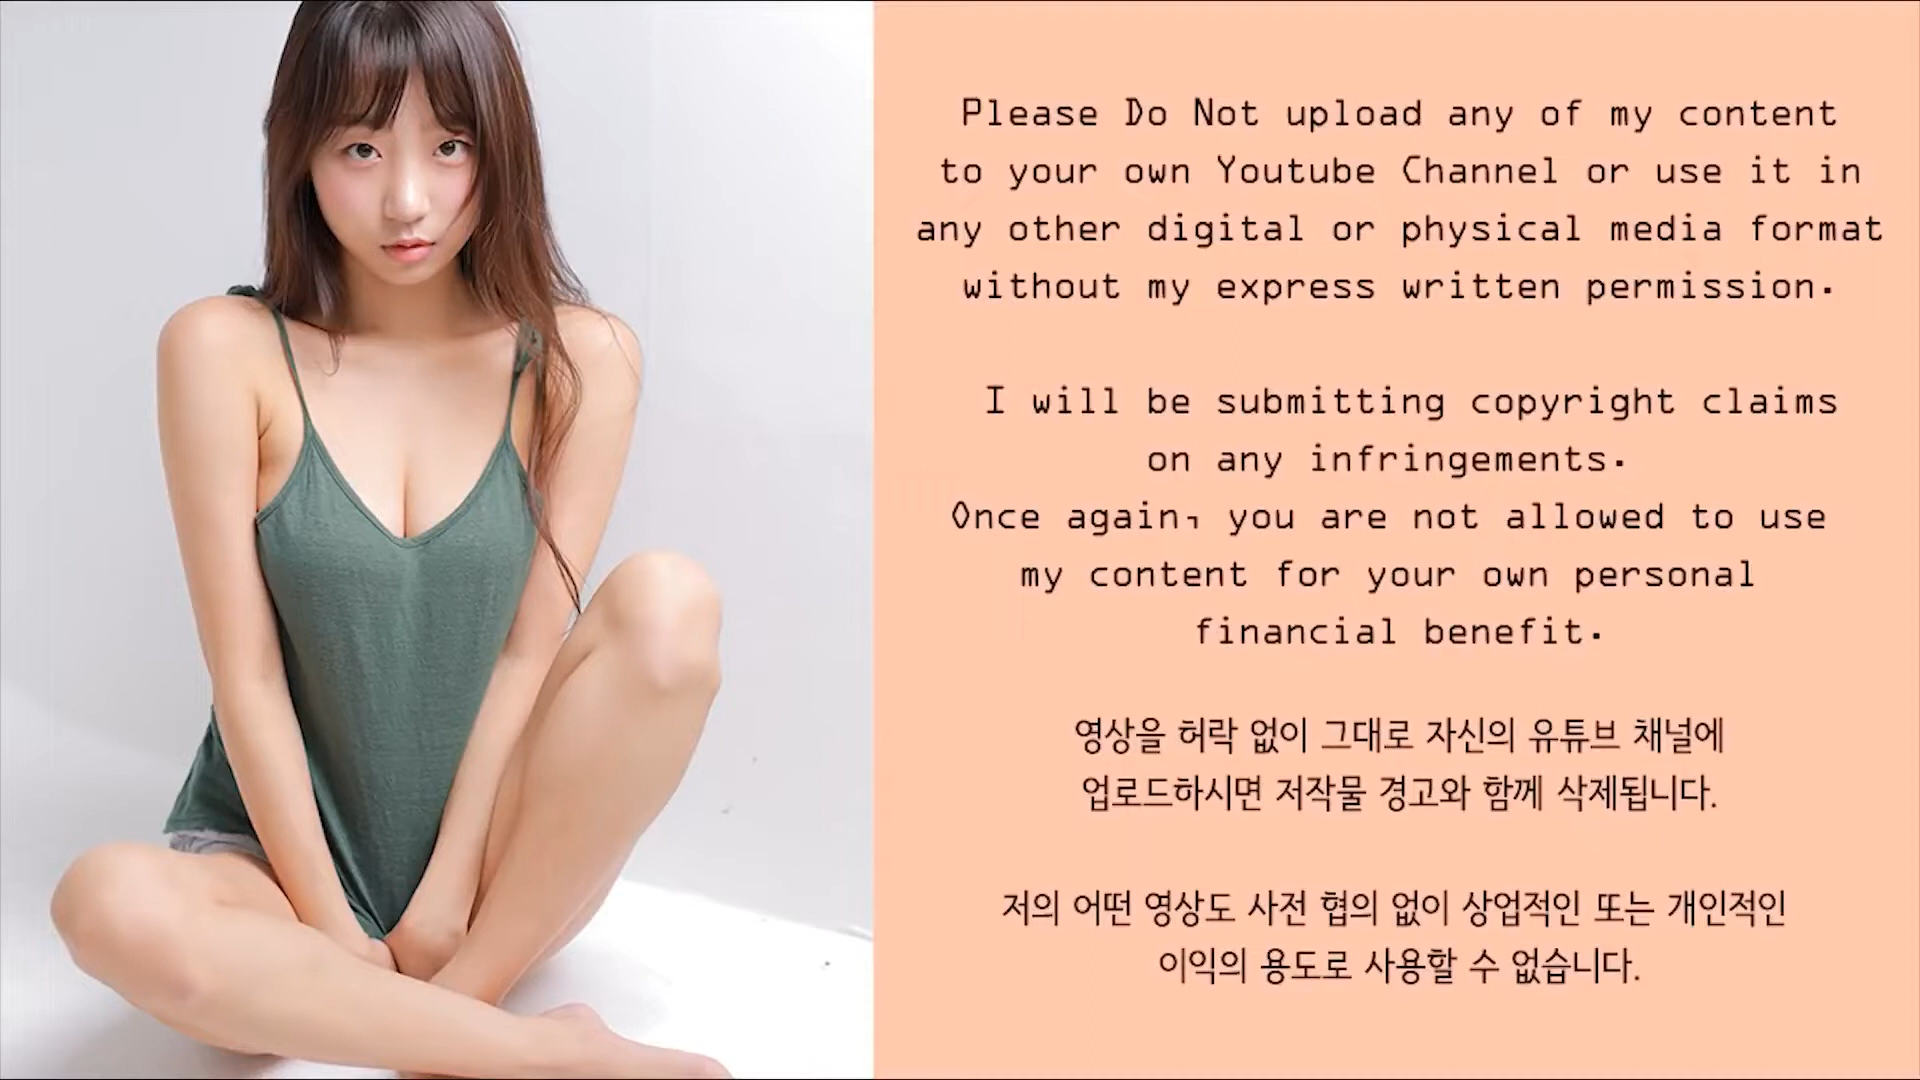 Please Do Not upload any of my content
to your own Youtube Channel or use it in
any other digital or physical media format
without my express written permission.
I will be submitting copyright claims
on any infringements.
Once again, you are not allowed to use
my content for your own personal
financial benefit.
영상을 허락 없이 그대로 자신의 유튜브 채널에
업로드하시면 저작물 경고와 함께 삭제됩니다.
저의 어떤 영상도 사전 협의 없이 상업적인 또는 개인적인
이익의 용도로 사용할 수 없습니다.